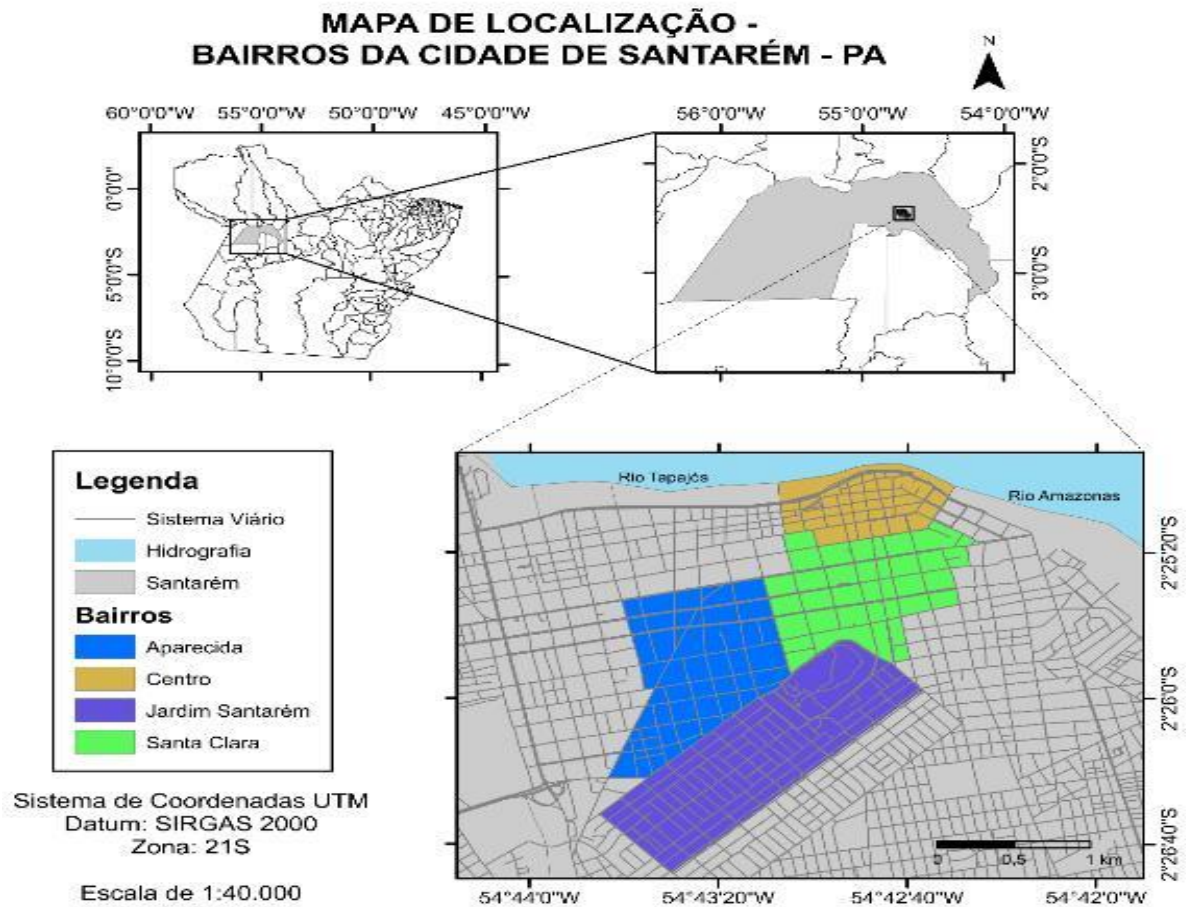 MAPA DE LOCALIZAÇÃO -
BAIRROS DA CIDADE DE SANTARÉM - PA
N
60°0'0"W 55°0'0"W 50°0'0"W 45°0'0"W
0°0'0"
5°0'0"S
10°0'0"S
56°0'0"W 55°0'0"W 54°0'0"W
2°0'0"S
3°0'0"S
Legenda
Sistema Viário
Hidrografia
Santarém
Bairros
Aparecida
Centro
Jardim Santarém
Santa Clara
Sistema de Coordenadas UTM
Datum: SIRGAS 2000
Zona: 21S
Escala de 1:40.000
Rio Tapajós
Rio Amazonas
2°25'20"S
2°26'0"S
2°26'40"S
0 0,5 1 km
54°44'0"W 54°43'20"W 54°42'40"W 54°42'0"W